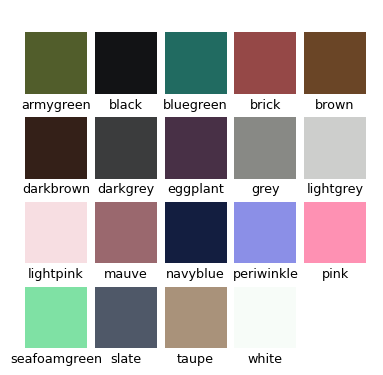 armygreen black bluegreen brick brown
darkbrown darkgrey eggplant grey lightgrey
lightpink mauve navyblue periwinkle pink
seafoamgreen slate taupe white